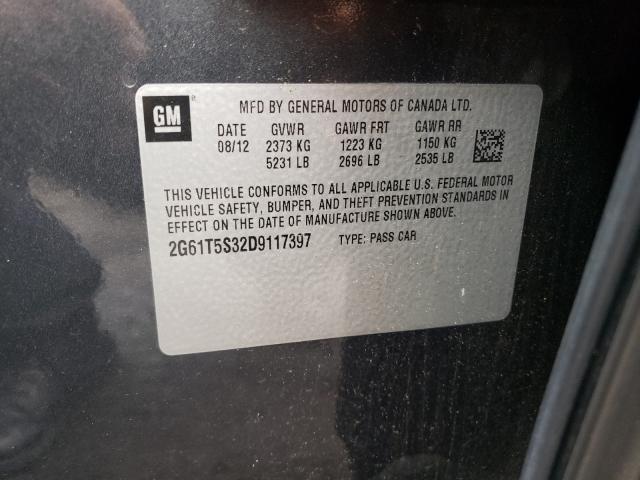 GM
MFD BY GENERAL MOTORS OF CANADA LTD.
DATE GVWR GAWR FRT GAWR RR
08/12 2373 KG 1223 KG 1150 KG
5231 LB 2696 LB 2535 LB
THIS VEHICLE CONFORMS TO ALL APPLICABLE U.S. FEDERAL MOTOR
VEHICLE SAFETY, BUMPER, AND THEFT PREVENTION STANDARDS IN
EFFECT ON THE DATE OF MANUFACTURE SHOWN ABOVE.
2G61T5S32D9117397 TYPE: PASS CAR